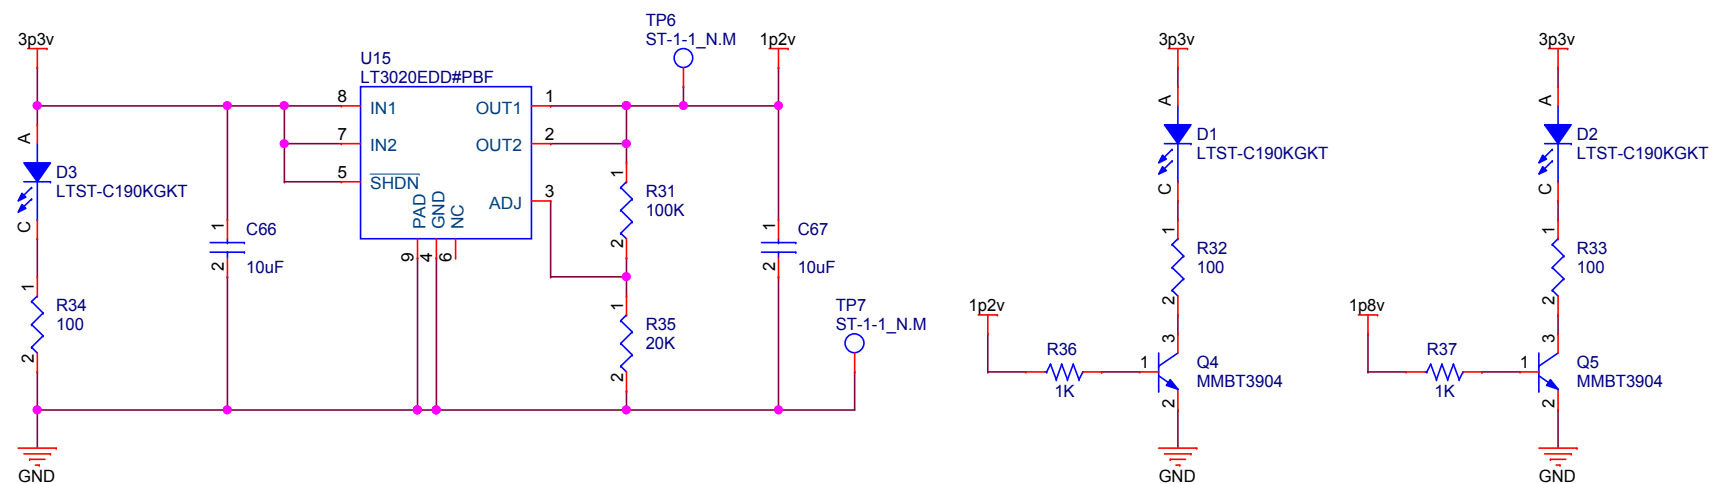 3p3v
U15
LT3020EDD#PBF
TP6
ST-1-1_N.M
1p2v
8
IN1
OUT1
1
7
IN2
OUT2
2
5
SHDN
ADJ
3
PAD
GND
NC
9
4
6
A
D3
LTST-C190KGKT
C
1
R34
100
2
1
C66
10uF
2
1
R31
100K
2
1
R35
20K
2
1
C67
10uF
2
TP7
ST-1-1_N.M
GND
3p3v
A
D1
LTST-C190KGKT
C
1
R32
100
2
1p2v
R36
1K
1
3
Q4
MMBT3904
2
GND
3p3v
A
D2
LTST-C190KGKT
C
1
R33
100
2
1p8v
R37
1K
1
3
Q5
MMBT3904
2
GND